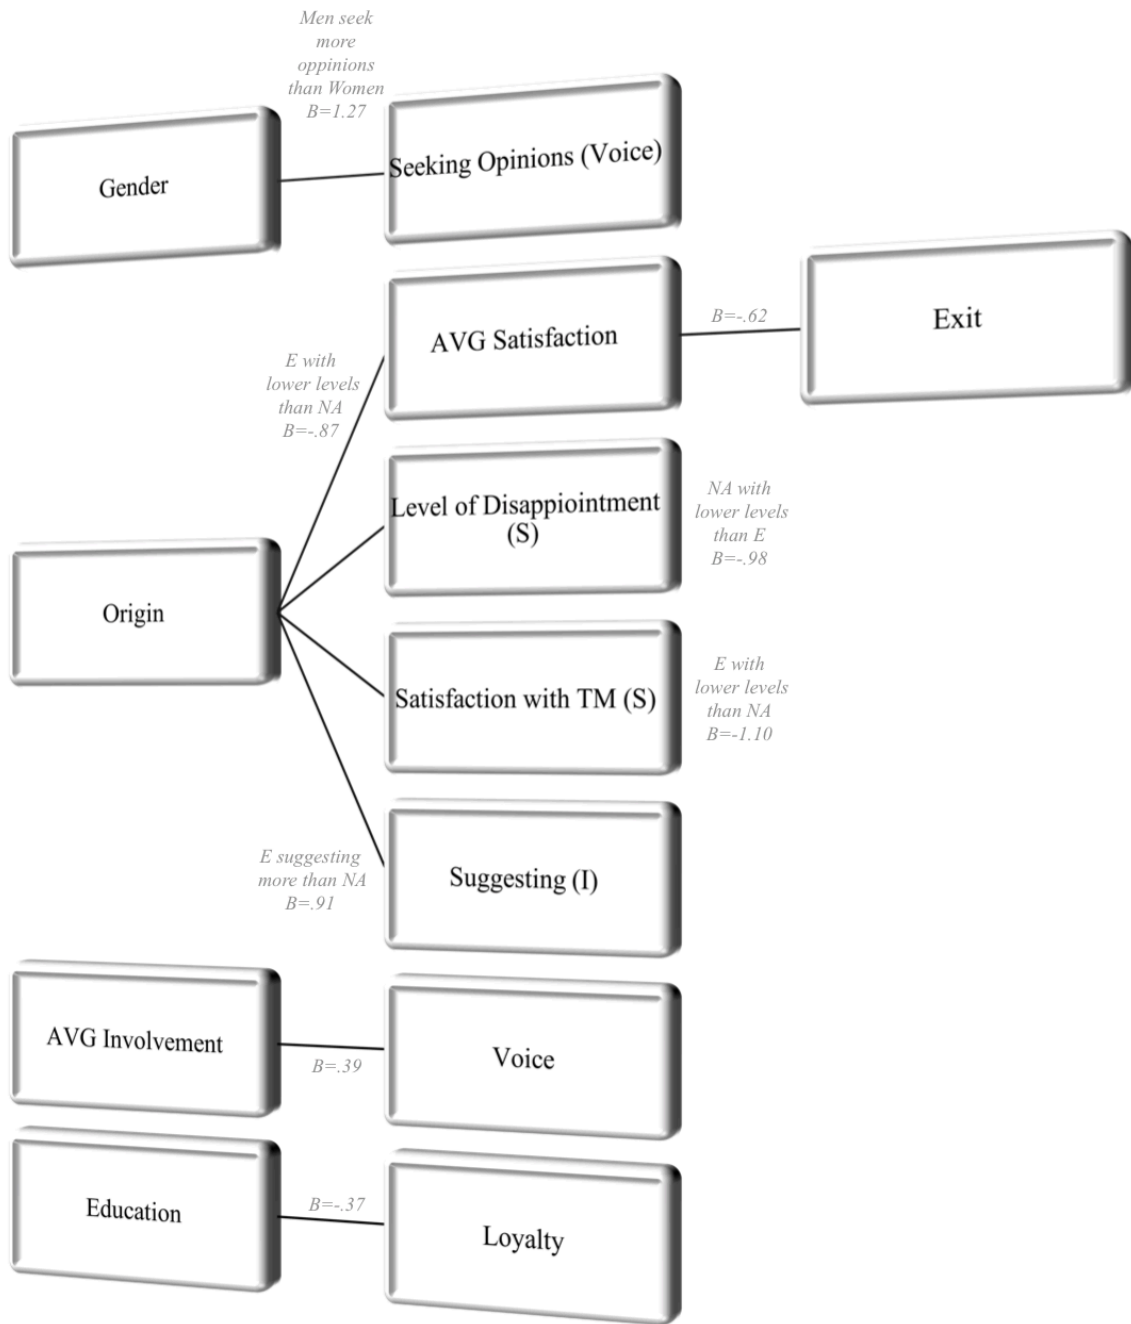 Men seek
more
oppinions
than Women
B=1.27
Gender
Seeking Opinions (Voice)
E with
lower levels
than NA
B=-.87
AVG Satisfaction
B=-.62
Exit
Origin
Level of Disappiointment
(S)
NA with
lower levels
than E
B=-.98
Satisfaction with TM (S)
E with
lower levels
than NA
B=-1.10
E suggesting
more than NA
B=.91
Suggesting (I)
AVG Involvement
B=.39
Voice
Education
B=-.37
Loyalty